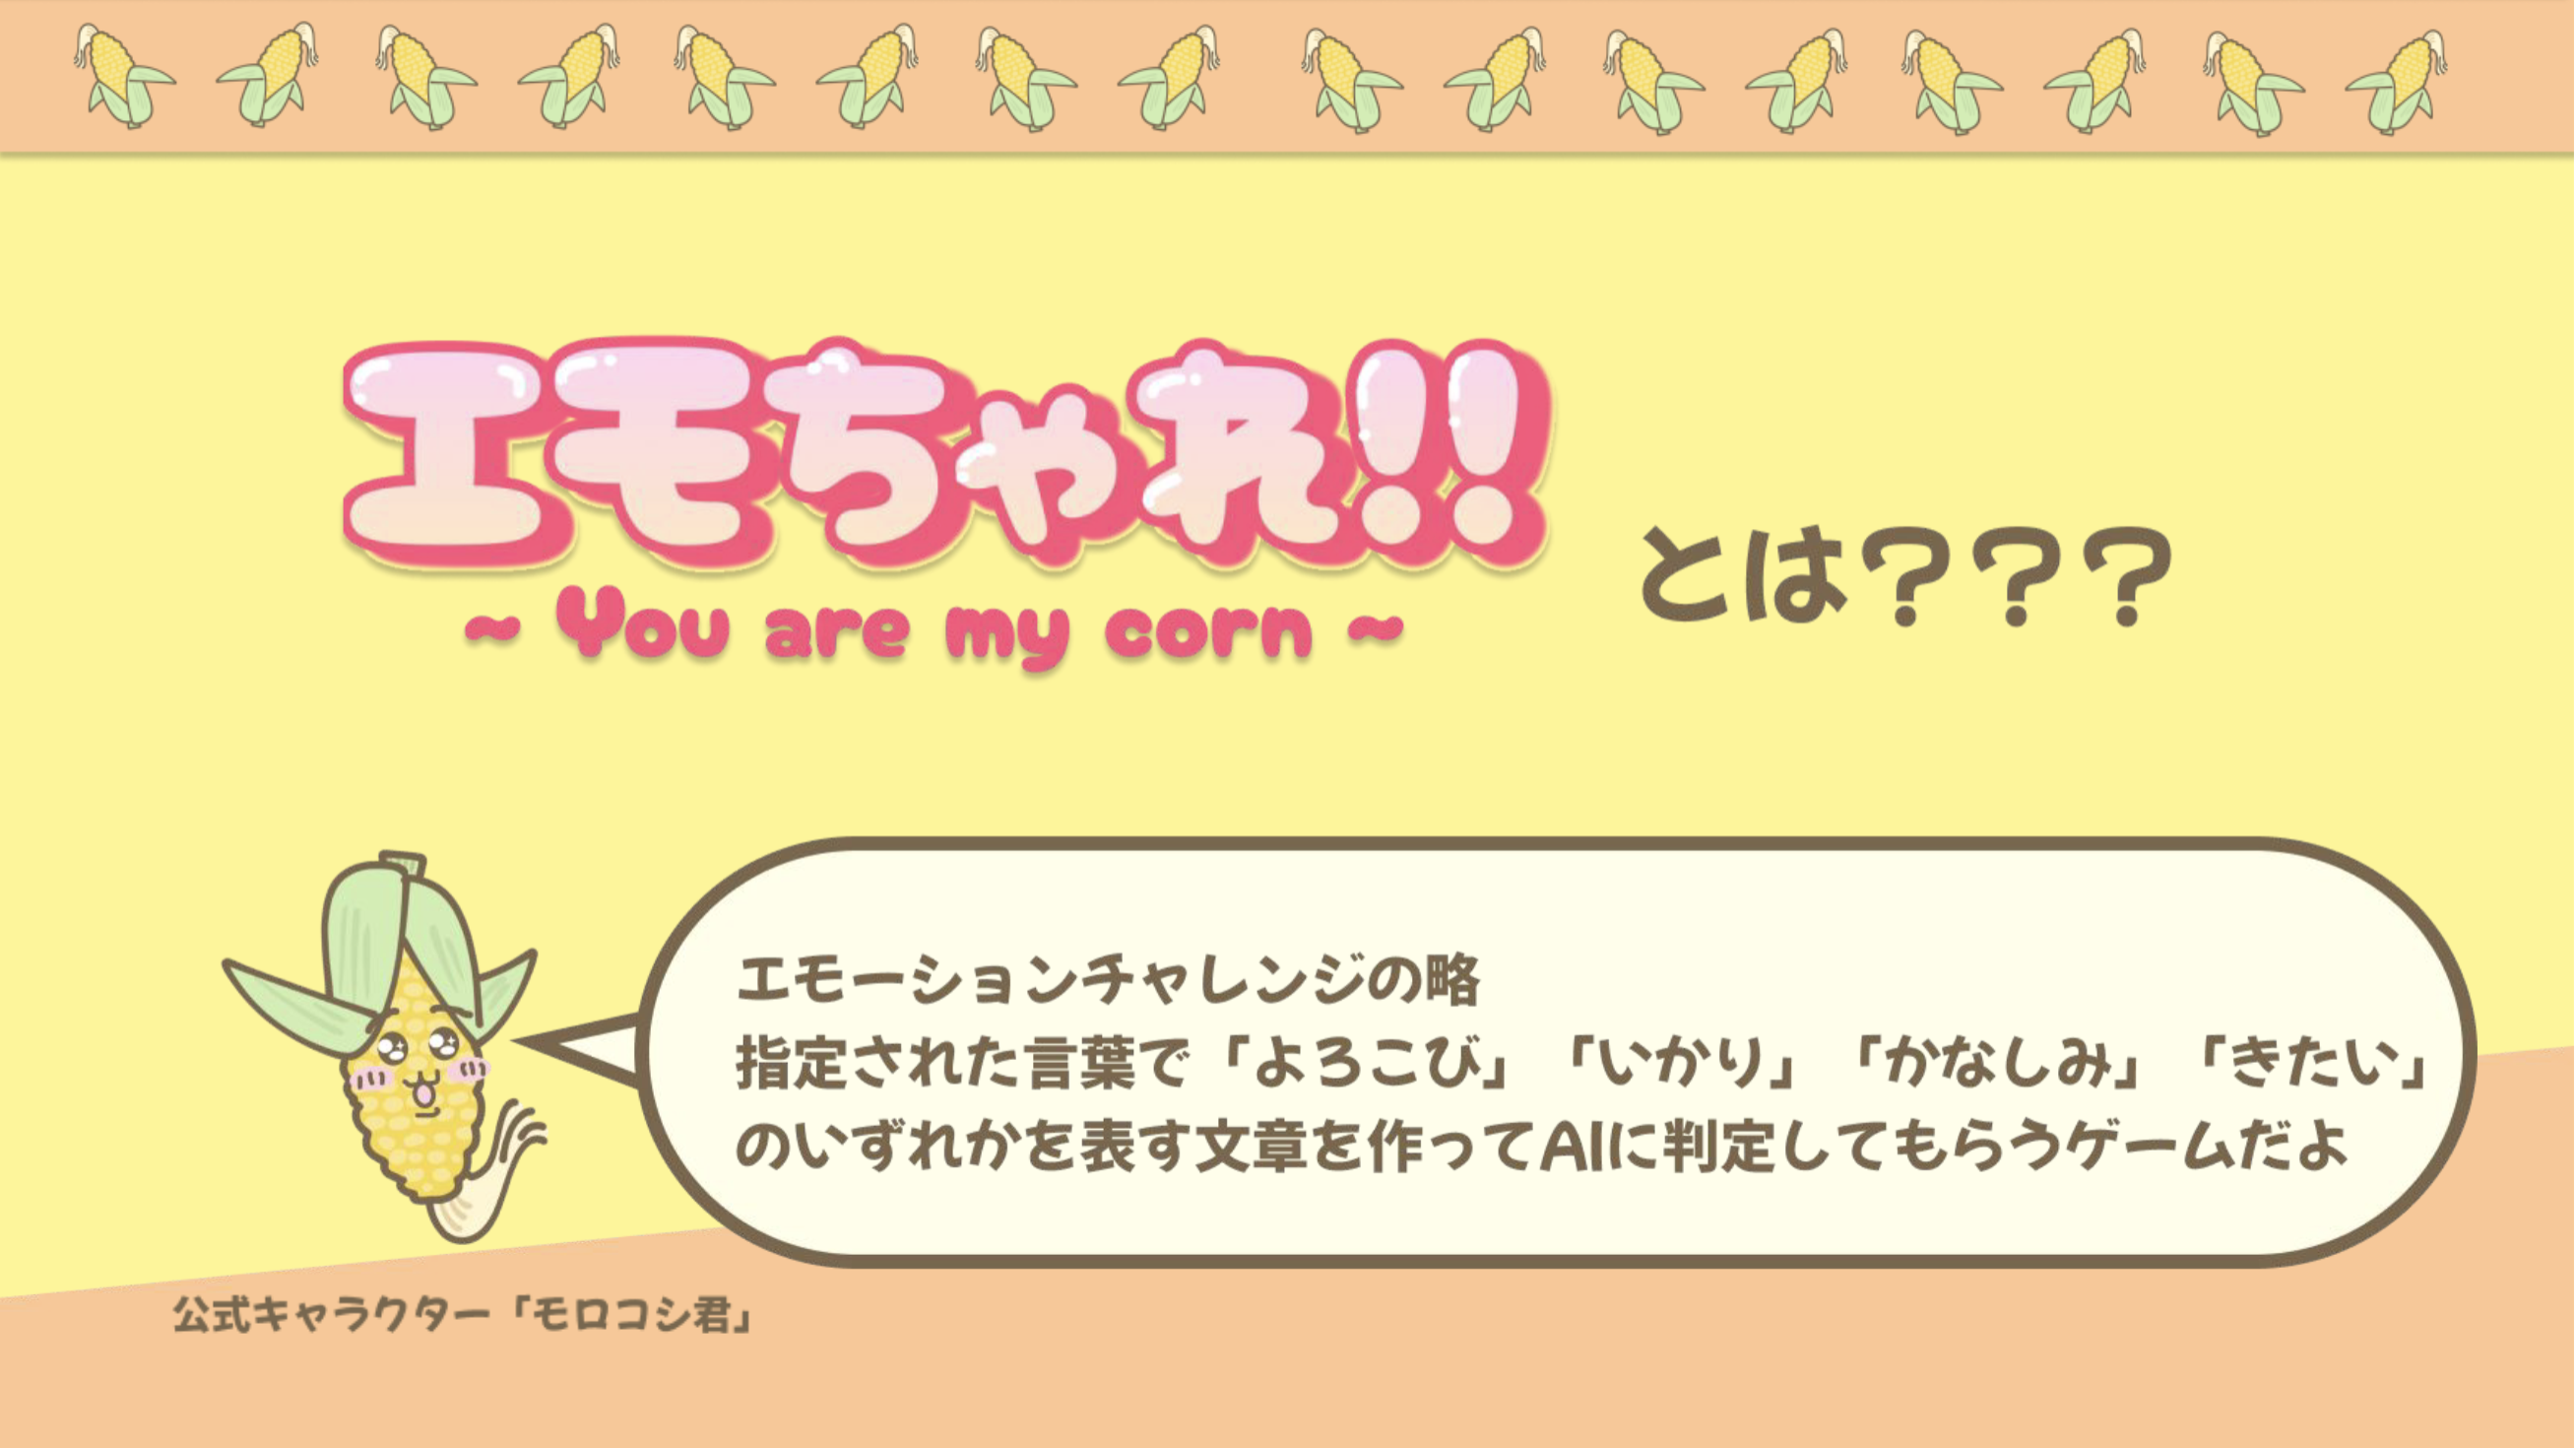 エモちゃれ!!
~ You are my corn ~
とは？？？
エモーションチャレンジの略
指定された言葉で「よろこび」「いかり」「かなしみ」「きたい」
のいずれかを表す文章を作ってAIに判定してもらうゲームだよ
公式キャラクター「モロコシ君」